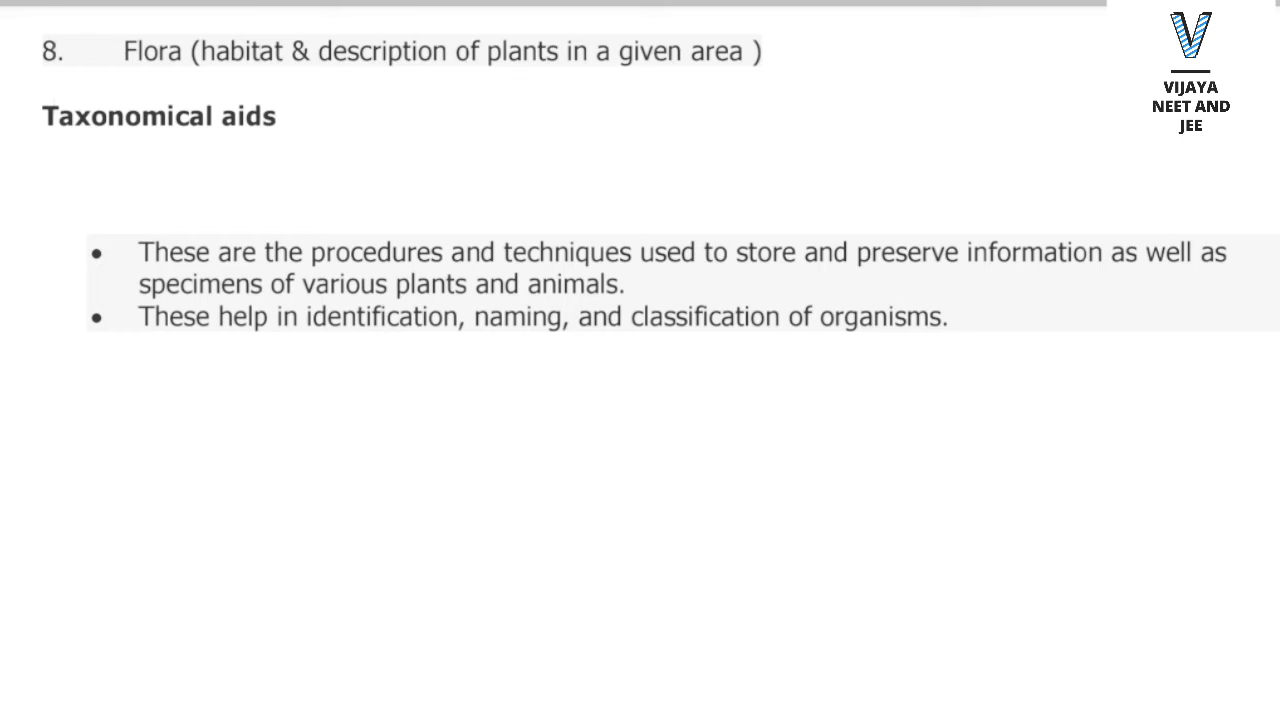 8. Flora (habitat & description of plants in a given area )
VIJAYA
NEET AND
JEE
Taxonomical aids
• These are the procedures and techniques used to store and preserve information as well as
specimens of various plants and animals.
• These help in identification, naming, and classification of organisms.